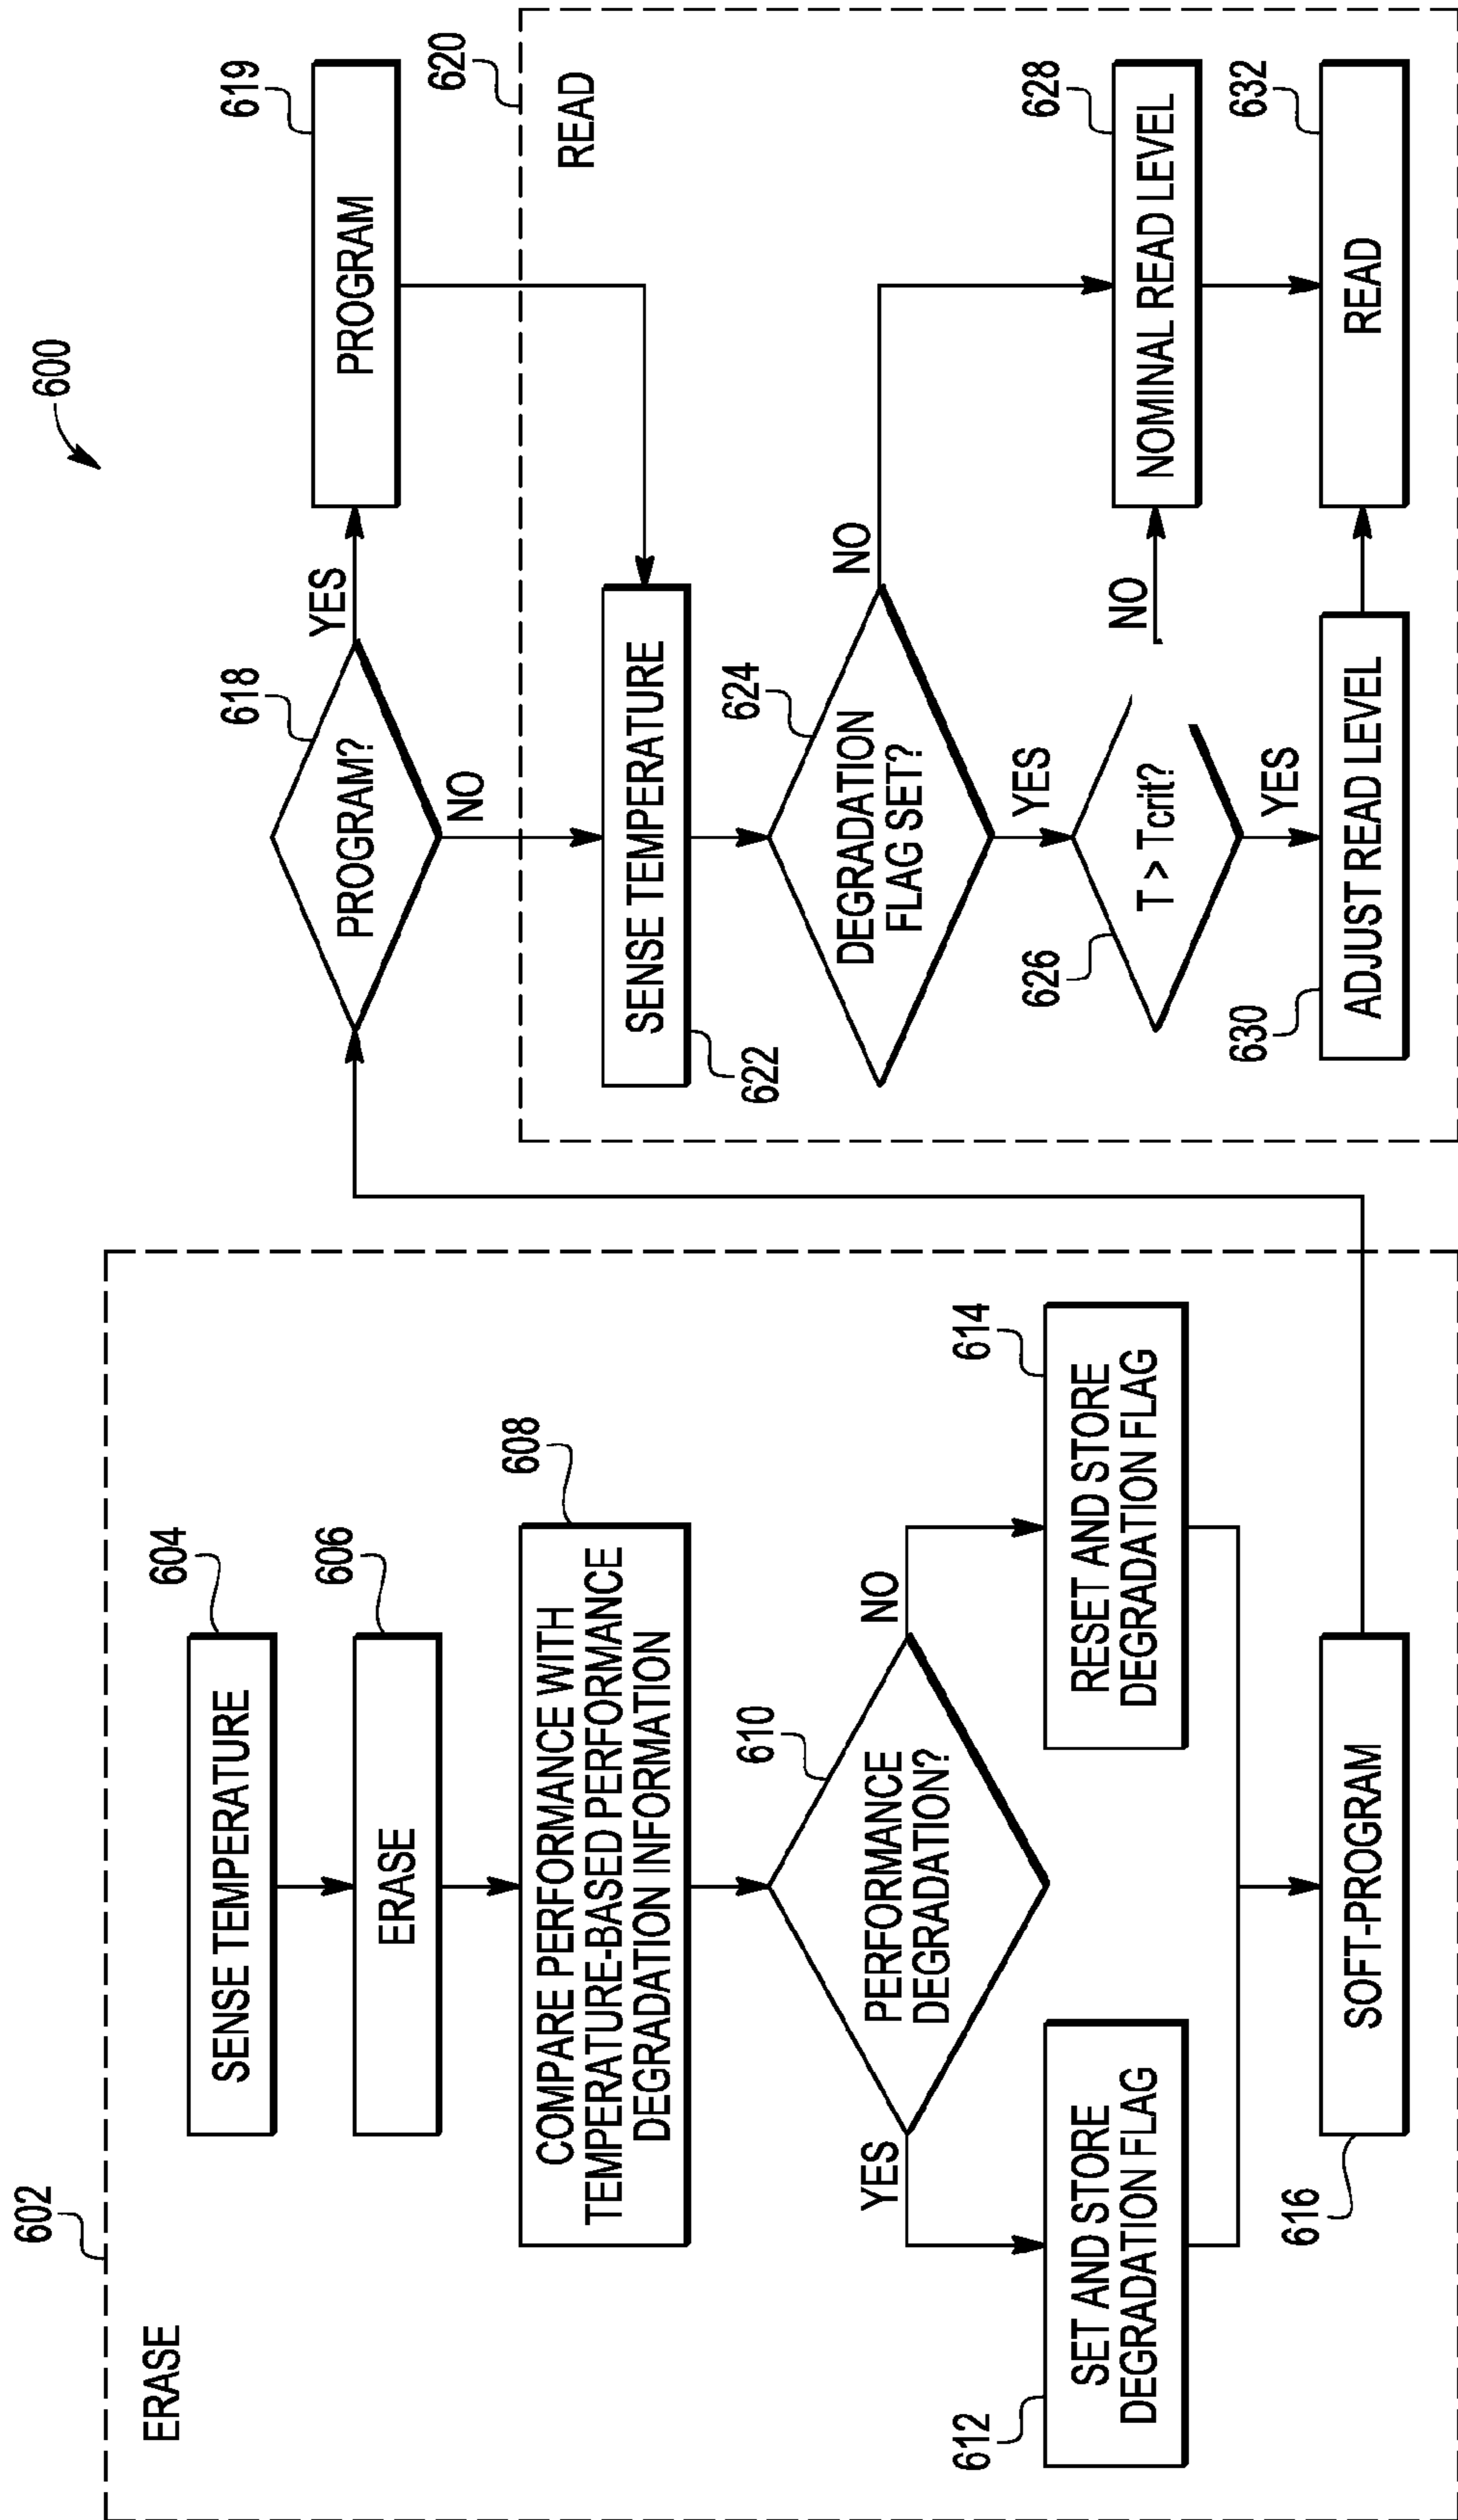 600
602
ERASE
604
SENSE TEMPERATURE
606
ERASE
608
COMPARE PERFORMANCE WITH
TEMPERATURE-BASED PERFORMANCE
DEGRADATION INFORMATION
610
PERFORMANCE
DEGRADATION?
YES
NO
612
SET AND STORE
DEGRADATION FLAG
614
RESET AND STORE
DEGRADATION FLAG
616
SOFT-PROGRAM
618
PROGRAM?
YES
619
PROGRAM
NO
620
READ
SENSE TEMPERATURE
622
624
DEGRADATION
FLAG SET?
NO
YES
626
T > Tcrit?
NO
628
NOMINAL READ LEVEL
YES
630
ADJUST READ LEVEL
632
READ